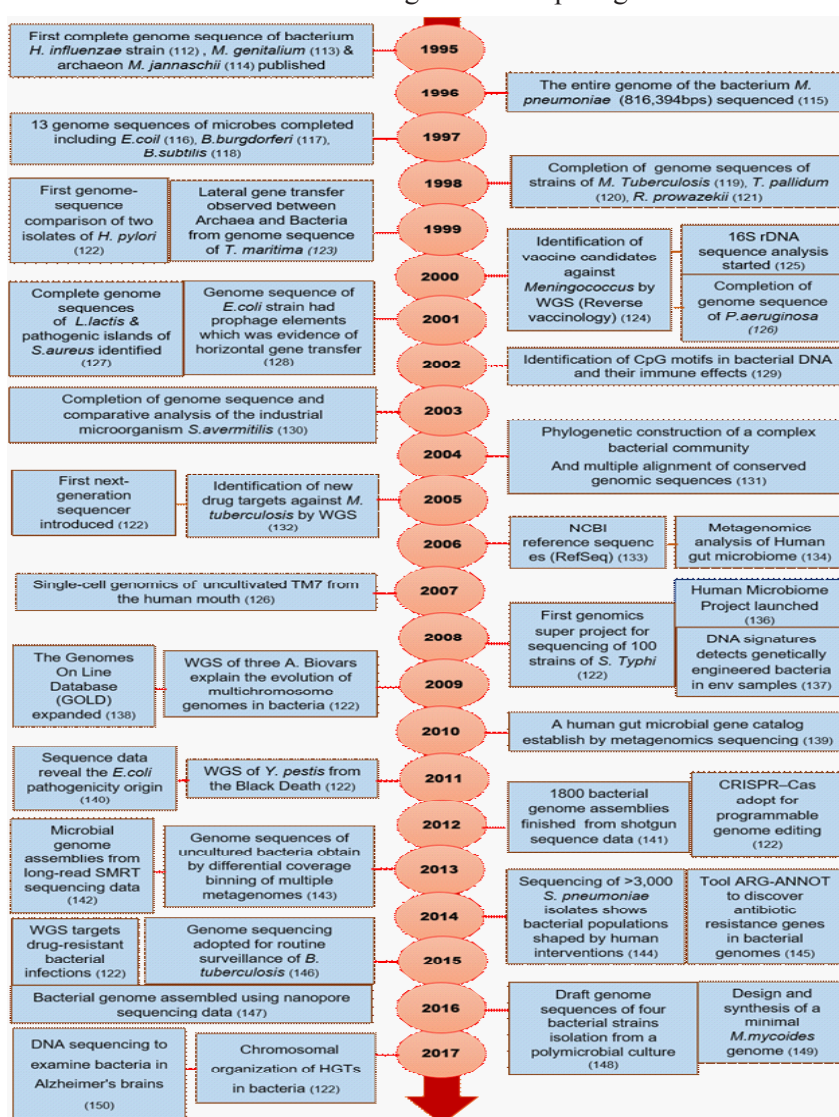 1995
First complete genome sequence of bacterium
H. influenzae strain (112) , M. genitalium (113) &
archaeon M. jannaschii (114) published
1996
The entire genome of the bacterium M.
pneumoniae (816,394bps) sequenced (115)
1997
13 genome sequences of microbes completed
including E.coil (116), B.burgdorferi (117),
B.subtilis (118)
1998
Completion of genome sequences of
strains of M. Tuberculosis (119), T. pallidum
(120), R. prowazekii (121)
1999
First genome-
sequence
comparison of two
isolates of H. pylori
(122)
Lateral gene transfer
observed between
Archaea and Bacteria
from genome sequence
of T. maritima (123)
2000
Identification of
vaccine candidates
against
Meningococcus by
WGS (Reverse
vaccinology) (124)
16S rDNA
sequence analysis
started (125)
Completion of
genome sequence
of P.aeruginosa
(126)
2001
Complete genome
sequences
of L.lactis &
pathogenic islands of
S.aureus identified
(127)
Genome sequence of
E.coli strain had
prophage elements
which was evidence of
horizontal gene transfer
(128)
2002
Identification of CpG motifs in bacterial DNA
and their immune effects (129)
2003
Completion of genome sequence and
comparative analysis of the industrial
microorganism S.avermitilis (130)
2004
Phylogenetic construction of a complex
bacterial community
And multiple alignment of conserved
genomic sequences (131)
2005
First next-
generation
sequencer
introduced (122)
Identification of new
drug targets against M.
tuberculosis by WGS
(132)
2006
NCBI
reference sequenc
es (RefSeq) (133)
Metagenomics
analysis of Human
gut microbiome (134)
2007
Single-cell genomics of uncultivated TM7 from
the human mouth (126)
2008
First genomics
super project for
sequencing of 100
strains of S. Typhi
(122)
Human Microbiome
Project launched
(136)
DNA signatures
detects genetically
engineered bacteria
in env samples (137)
2009
The Genomes
On Line
Database
(GOLD)
expanded (138)
WGS of three A. Biovars
explain the evolution of
multichromosome
genomes in bacteria (122)
2010
A human gut microbial gene catalog
establish by metagenomics sequencing (139)
2011
Sequence data
reveal the E.coli
pathogenicity origin
(140)
WGS of Y. pestis from
the Black Death (122)
2012
1800 bacterial
genome assemblies
finished from shotgun
sequence data (141)
CRISPR–Cas
adopt for
programmable
genome editing
(122)
2013
Microbial
genome
assemblies from
long-read SMRT
sequencing data
(142)
Genome sequences of
uncultured bacteria obtain
by differential coverage
binning of multiple
metagenomes (143)
2014
Sequencing of >3,000
S. pneumoniae
isolates shows
bacterial populations
shaped by human
interventions (144)
Tool ARG-ANNOT
to discover
antibiotic
resistance genes
in bacterial
genomes (145)
2015
WGS targets
drug-resistant
bacterial
infections (122)
Genome sequencing
adopted for routine
surveillance of B.
tuberculosis (146)
2016
Bacterial genome assembled using nanopore
sequencing data (147)
Draft genome
sequences of four
bacterial strains
isolation from a
polymicrobial culture
(148)
Design and
synthesis of a
minimal
M.mycoides
genome (149)
2017
DNA sequencing to
examine bacteria in
Alzheimer's brains
(150)
Chromosomal
organization of HGTs
in bacteria (122)